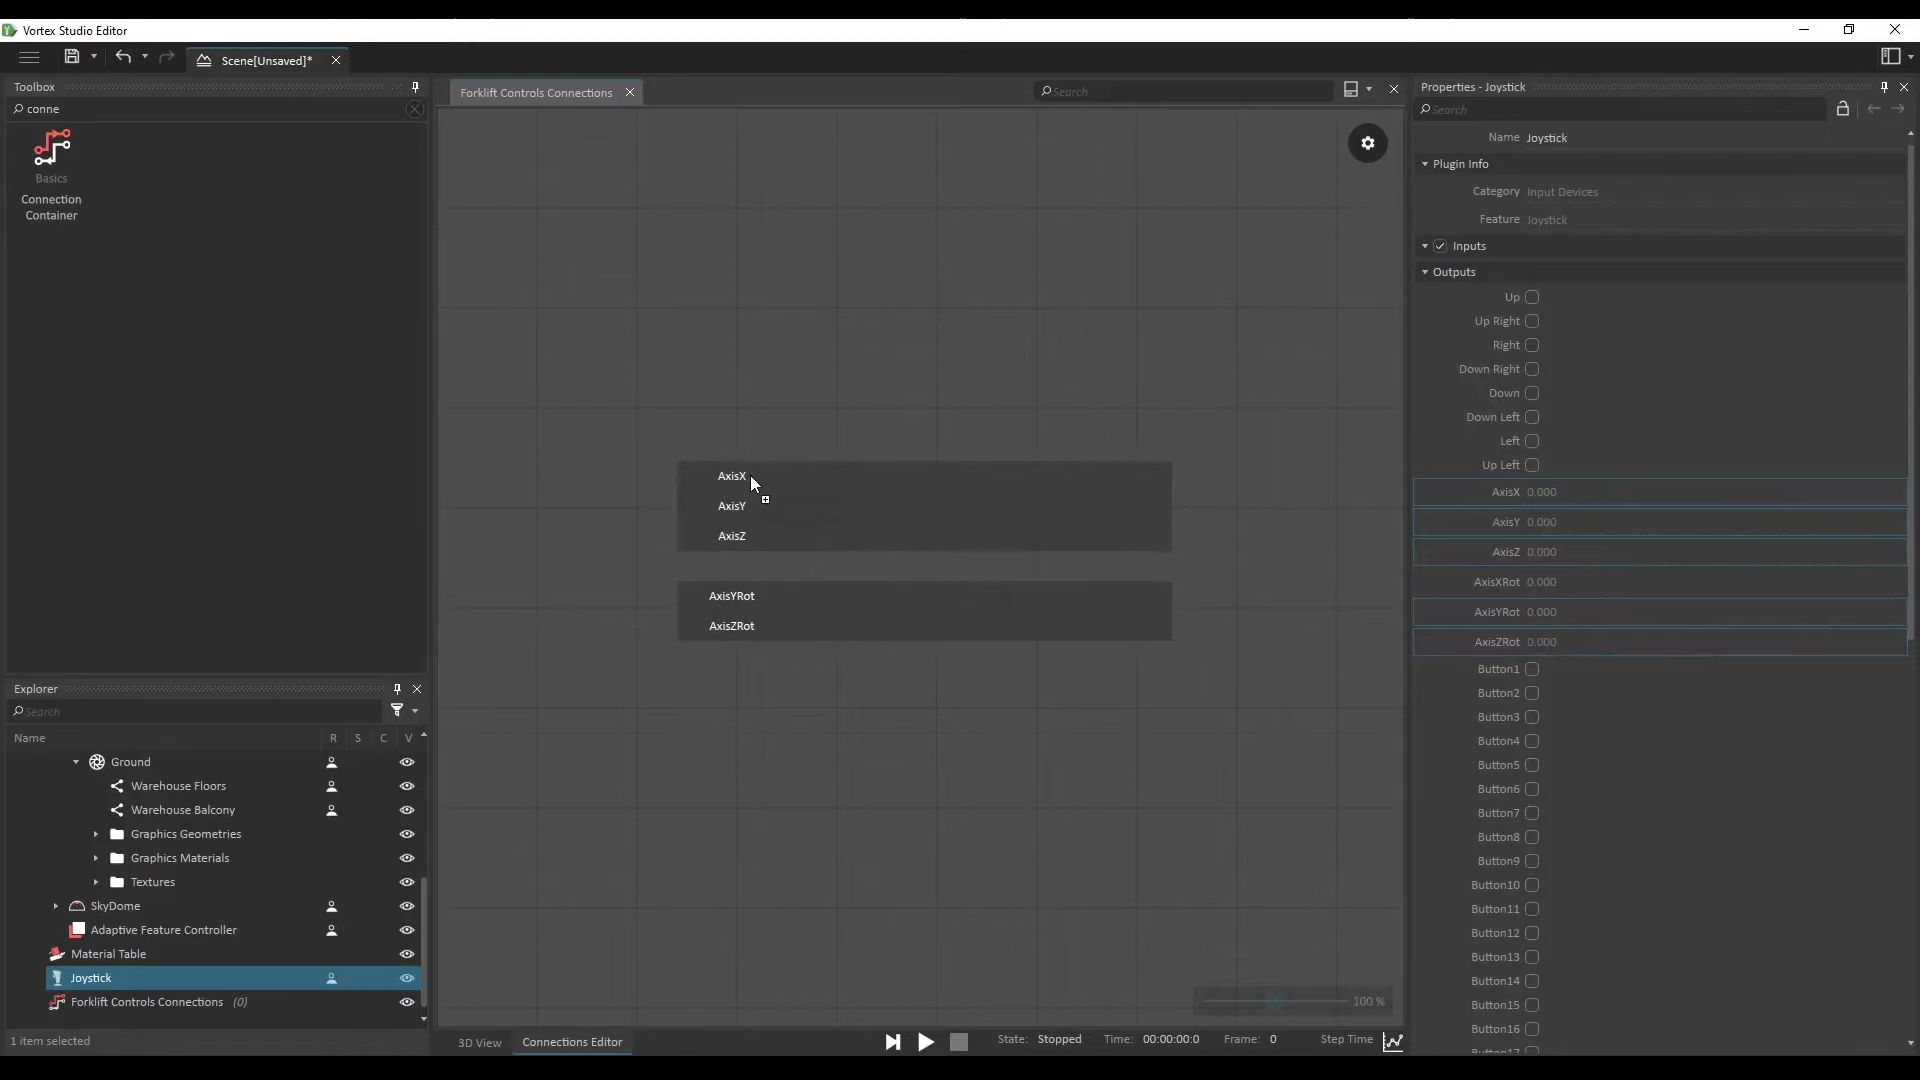 Vortex Studio Editor
Scene[Unsaved]*
Toolbox
conne
Basics
Connection
Container
Forklift Controls Connections
Search
Properties - Joystick
Search
Name Joystick
Plugin Info
Category Input Devices
Feature Joystick
Inputs
Outputs
Up
Up Right
Right
Down Right
Down
Down Left
Left
Up Left
AxisX 0.000
AxisY 0.000
AxisZ 0.000
AxisXRot 0.000
AxisYRot 0.000
AxisZRot 0.000
Button1
Button2
Button3
Button4
Button5
Button6
Button7
Button8
Button9
Button10
Button11
Button12
Button13
Button14
Button15
Button16
Button17
AxisX
AxisY
AxisZ
AxisYRot
AxisZRot
100 %
Explorer
Search
Name R S C V
Ground
Warehouse Floors
Warehouse Balcony
Graphics Geometries
Graphics Materials
Textures
SkyDome
Adaptive Feature Controller
Material Table
Joystick
Forklift Controls Connections (0)
1 item selected
3D View
Connections Editor
State: Stopped Time: 00:00:00:0 Frame: 0 Step Time